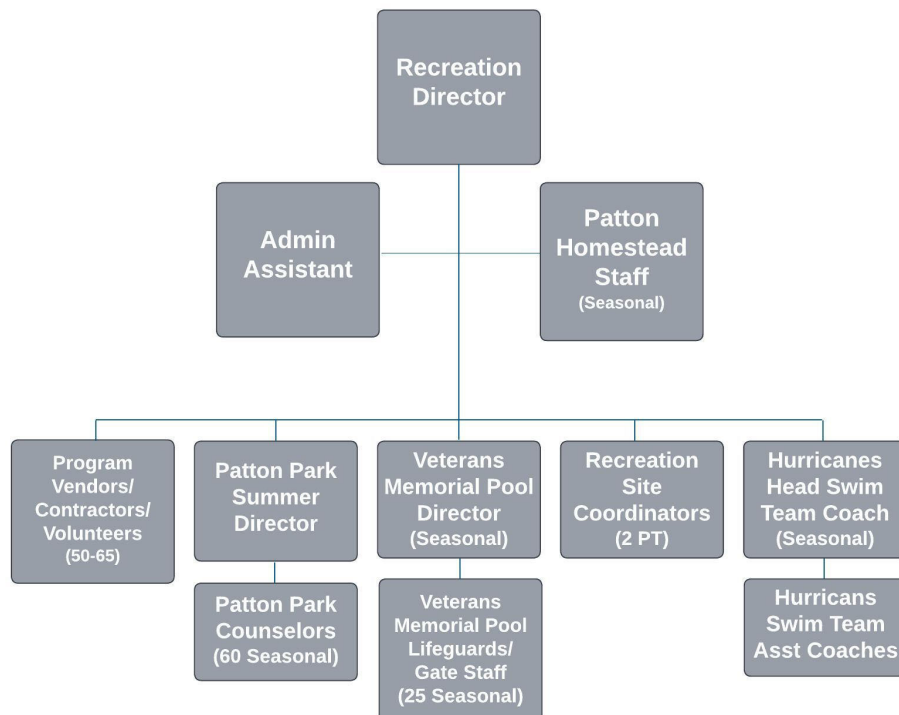 Recreation
Director
Admin
Assistant
Patton
Homestead
Staff
(Seasonal)
Program
Vendors/
Contractors/
Volunteers
(50-65)
Patton Park
Summer
Director
Veterans
Memorial Pool
Director
(Seasonal)
Recreation
Site
Coordinators
(2 PT)
Hurricanes
Head Swim
Team Coach
(Seasonal)
Patton Park
Counselors
(60 Seasonal)
Veterans
Memorial Pool
Lifeguards/
Gate Staff
(25 Seasonal)
Hurricans
Swim Team
Asst Coaches